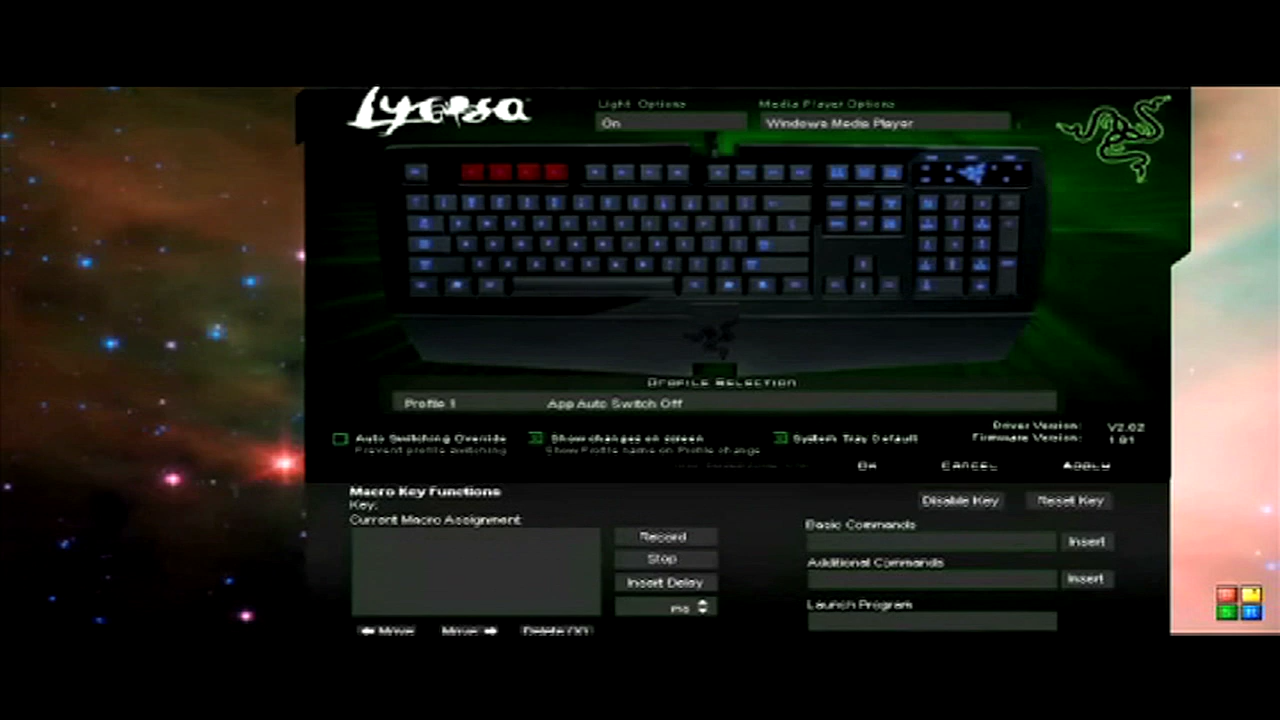 Lycosa
Light Options
Media Player Options
On
Windows Media Player
PROFILE SELECTION
Profile 1
App Auto Switch Off
Auto Switching Override
Prevent profile switching
Show changes on screen
Show Profile name on Profile change
System Tray Default
Driver Version: V2.02
Firmware Version: 1.01
OK
CANCEL
APPLY
Macro Key Functions
Key:
Current Macro Assignment
Disable Key
Reset Key
Record
Stop
Insert Delay
ms
Basic Commands
Insert
Additional Commands
Insert
Launch Program
Move
Move